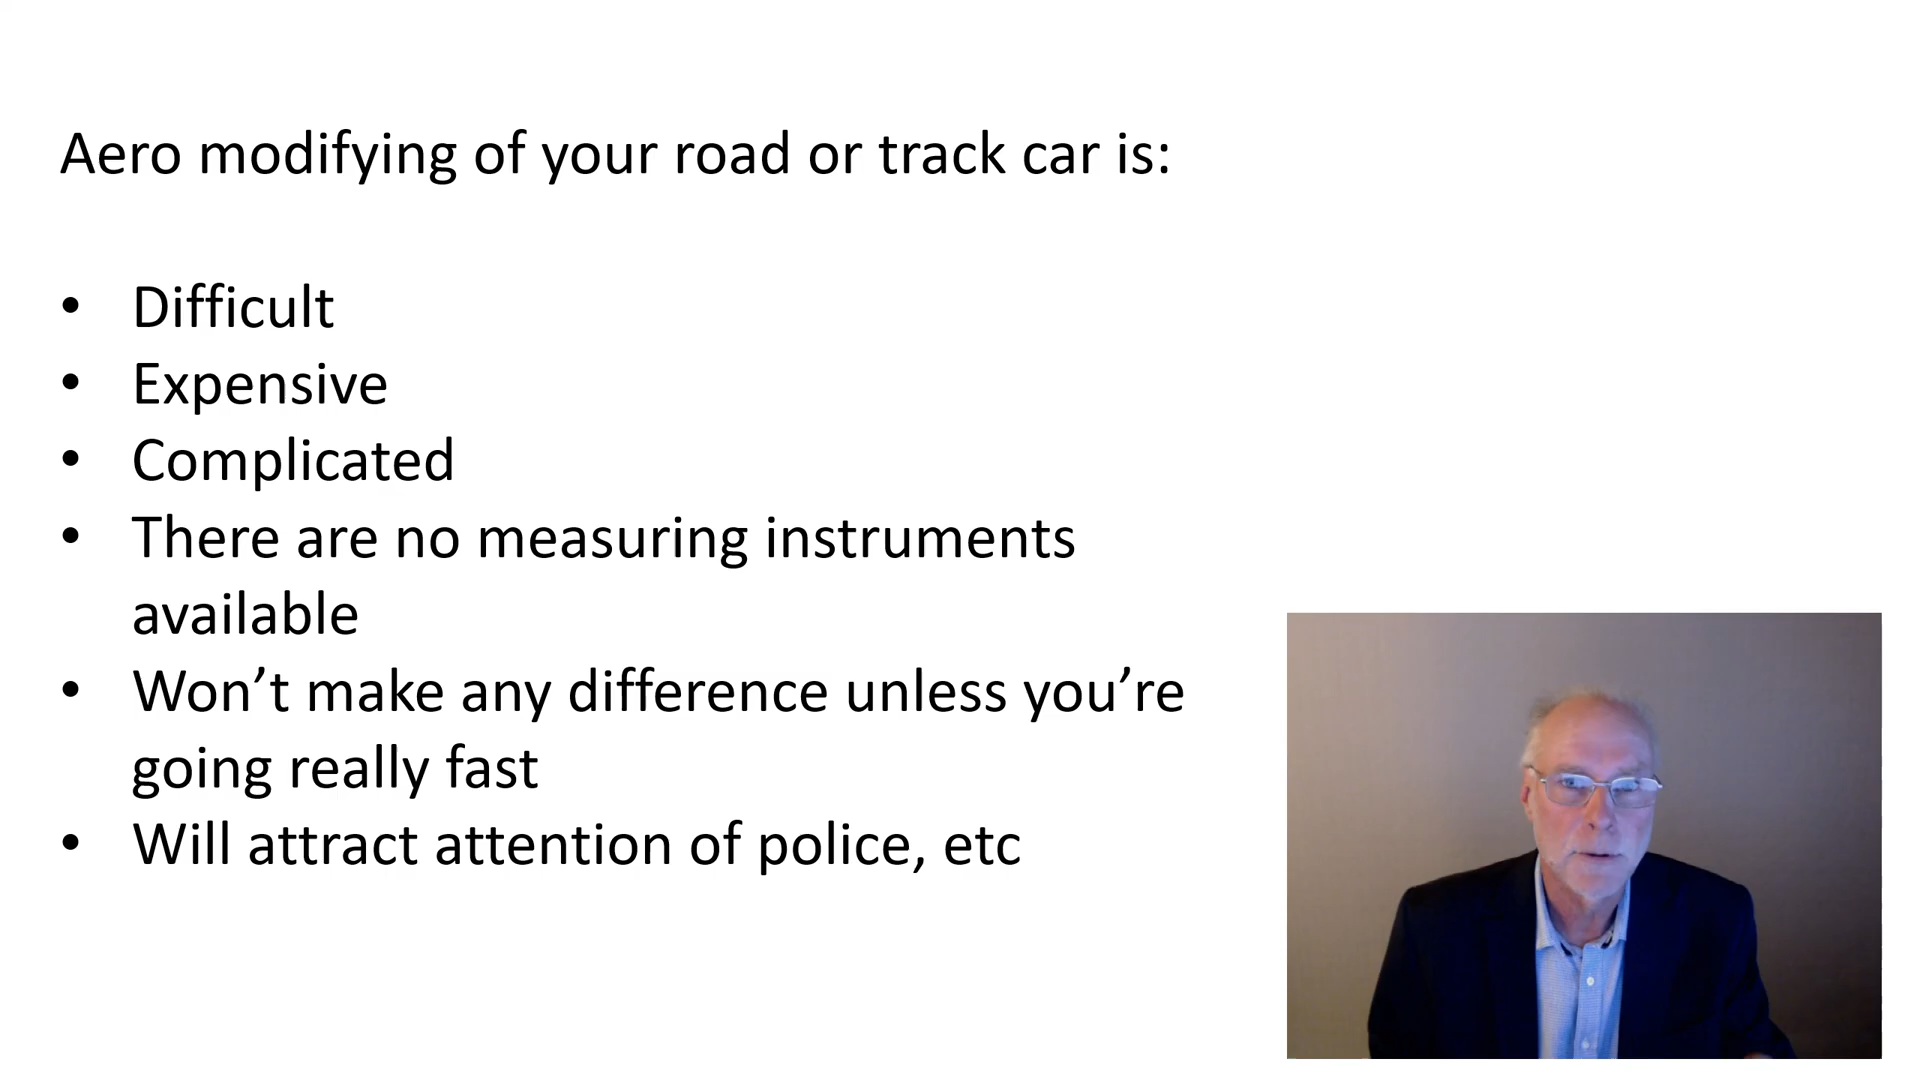 Aero modifying of your road or track car is:
• Difficult
• Expensive
• Complicated
• There are no measuring instruments
available
• Won’t make any difference unless you’re
going really fast
• Will attract attention of police, etc